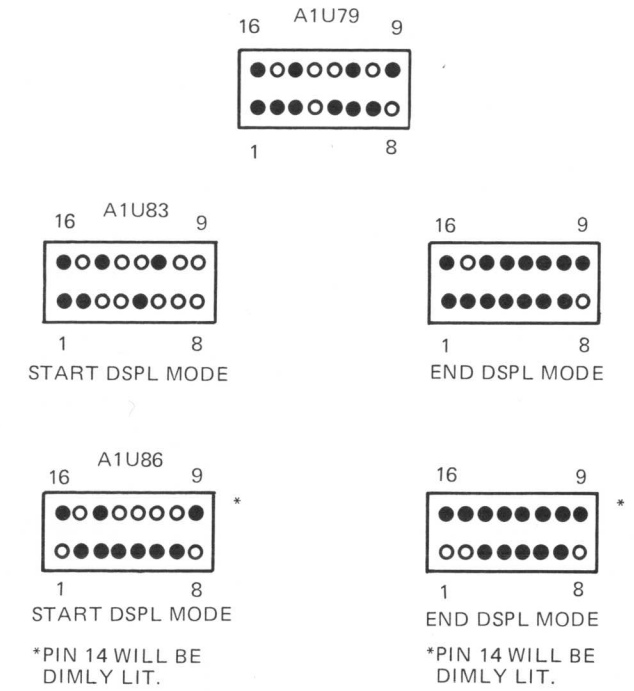 A1U79
16 9
1 8
A1U83
16 9
1 8
START DSPL MODE
16 9
1 8
END DSPL MODE
A1U86
16 9
*
1 8
START DSPL MODE
*PIN 14 WILL BE
DIMLY LIT.
16 9
*
1 8
END DSPL MODE
*PIN 14 WILL BE
DIMLY LIT.